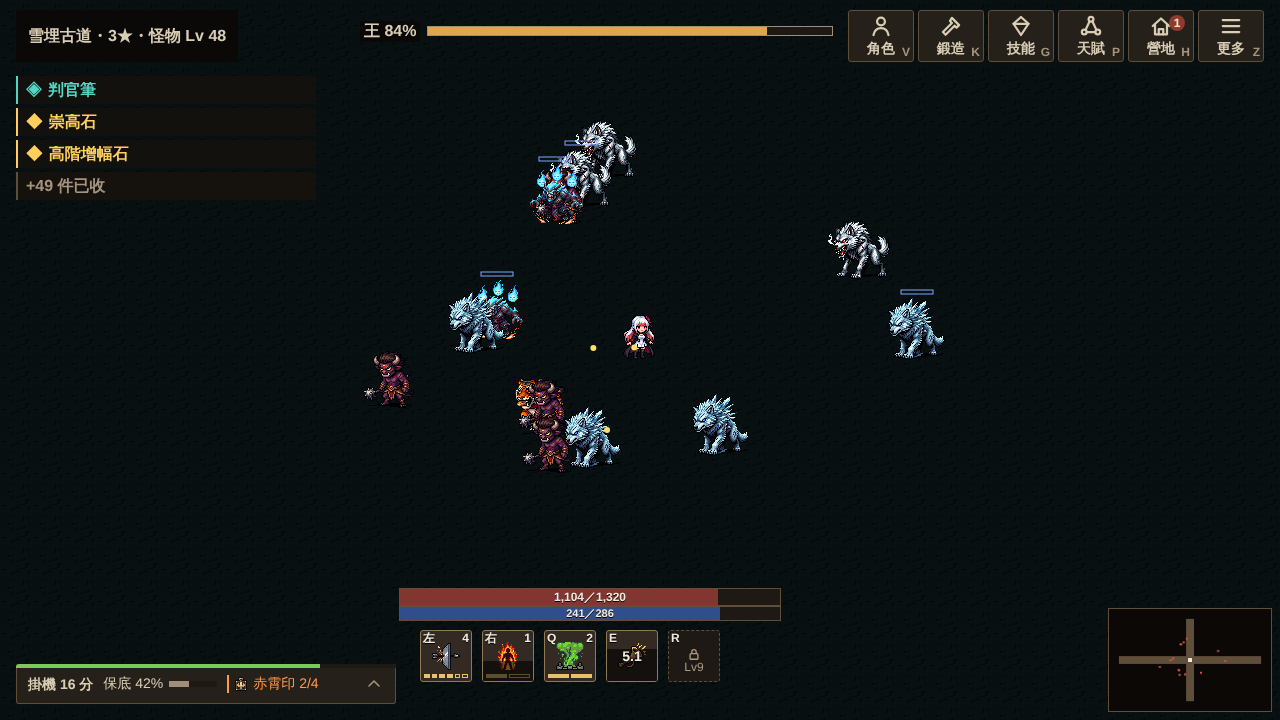 雪埋古道・3★・怪物 Lv 48
王 84%
角色 V
鍛造 K
技能 G
天賦 P
營地 H 1
更多 Z
判官筆
崇高石
高階增幅石
+49 件已收
1,104／1,320
241／286
左 4
右 1
Q 2
E 5.1
R Lv9
掛機 16 分 保底 42% 赤霄印 2/4